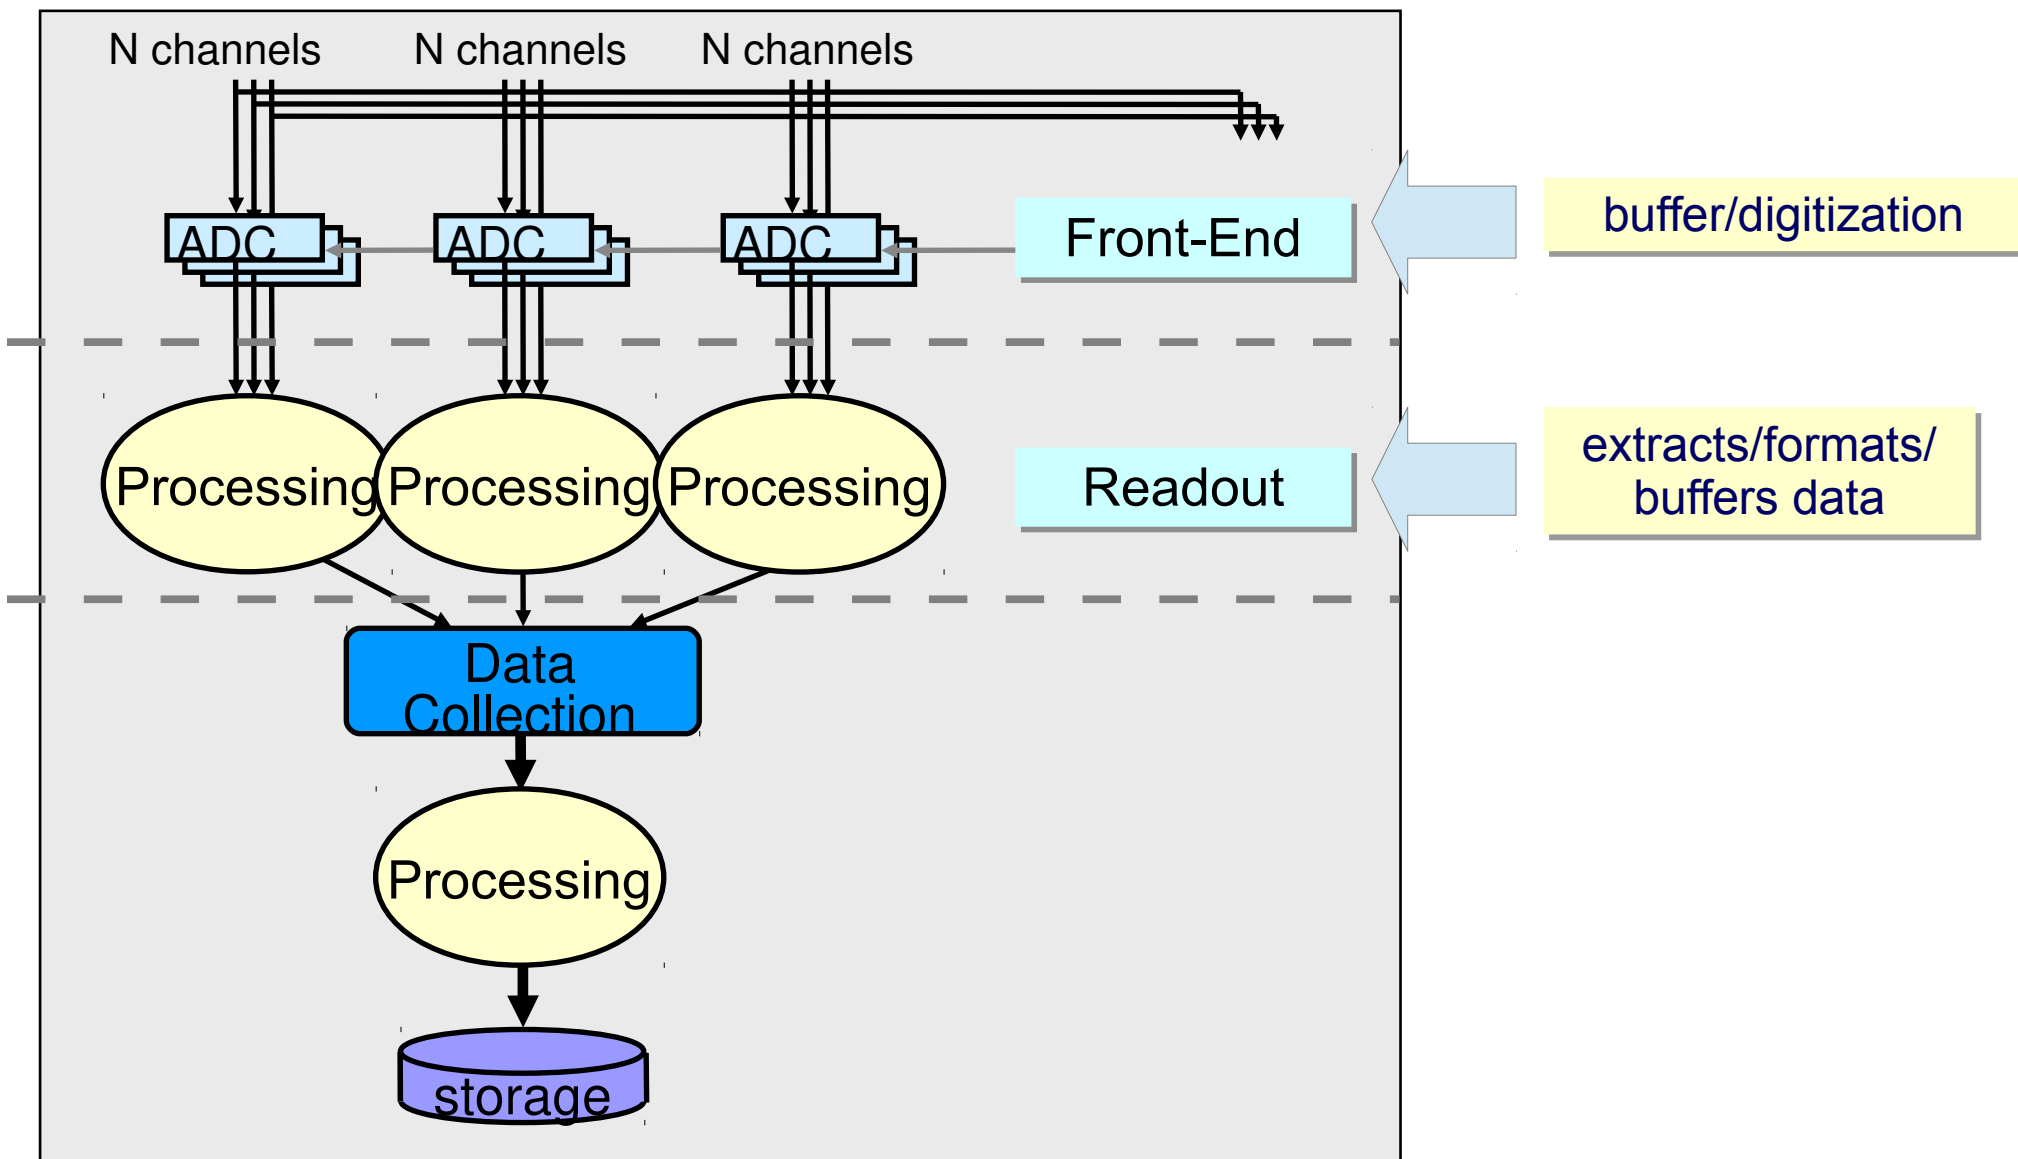 N channels N channels N channels
ADC ADC ADC Front-End buffer/digitization
Processing Processing Processing Readout extracts/formats/
buffers data
Data
Collection
Processing
storage